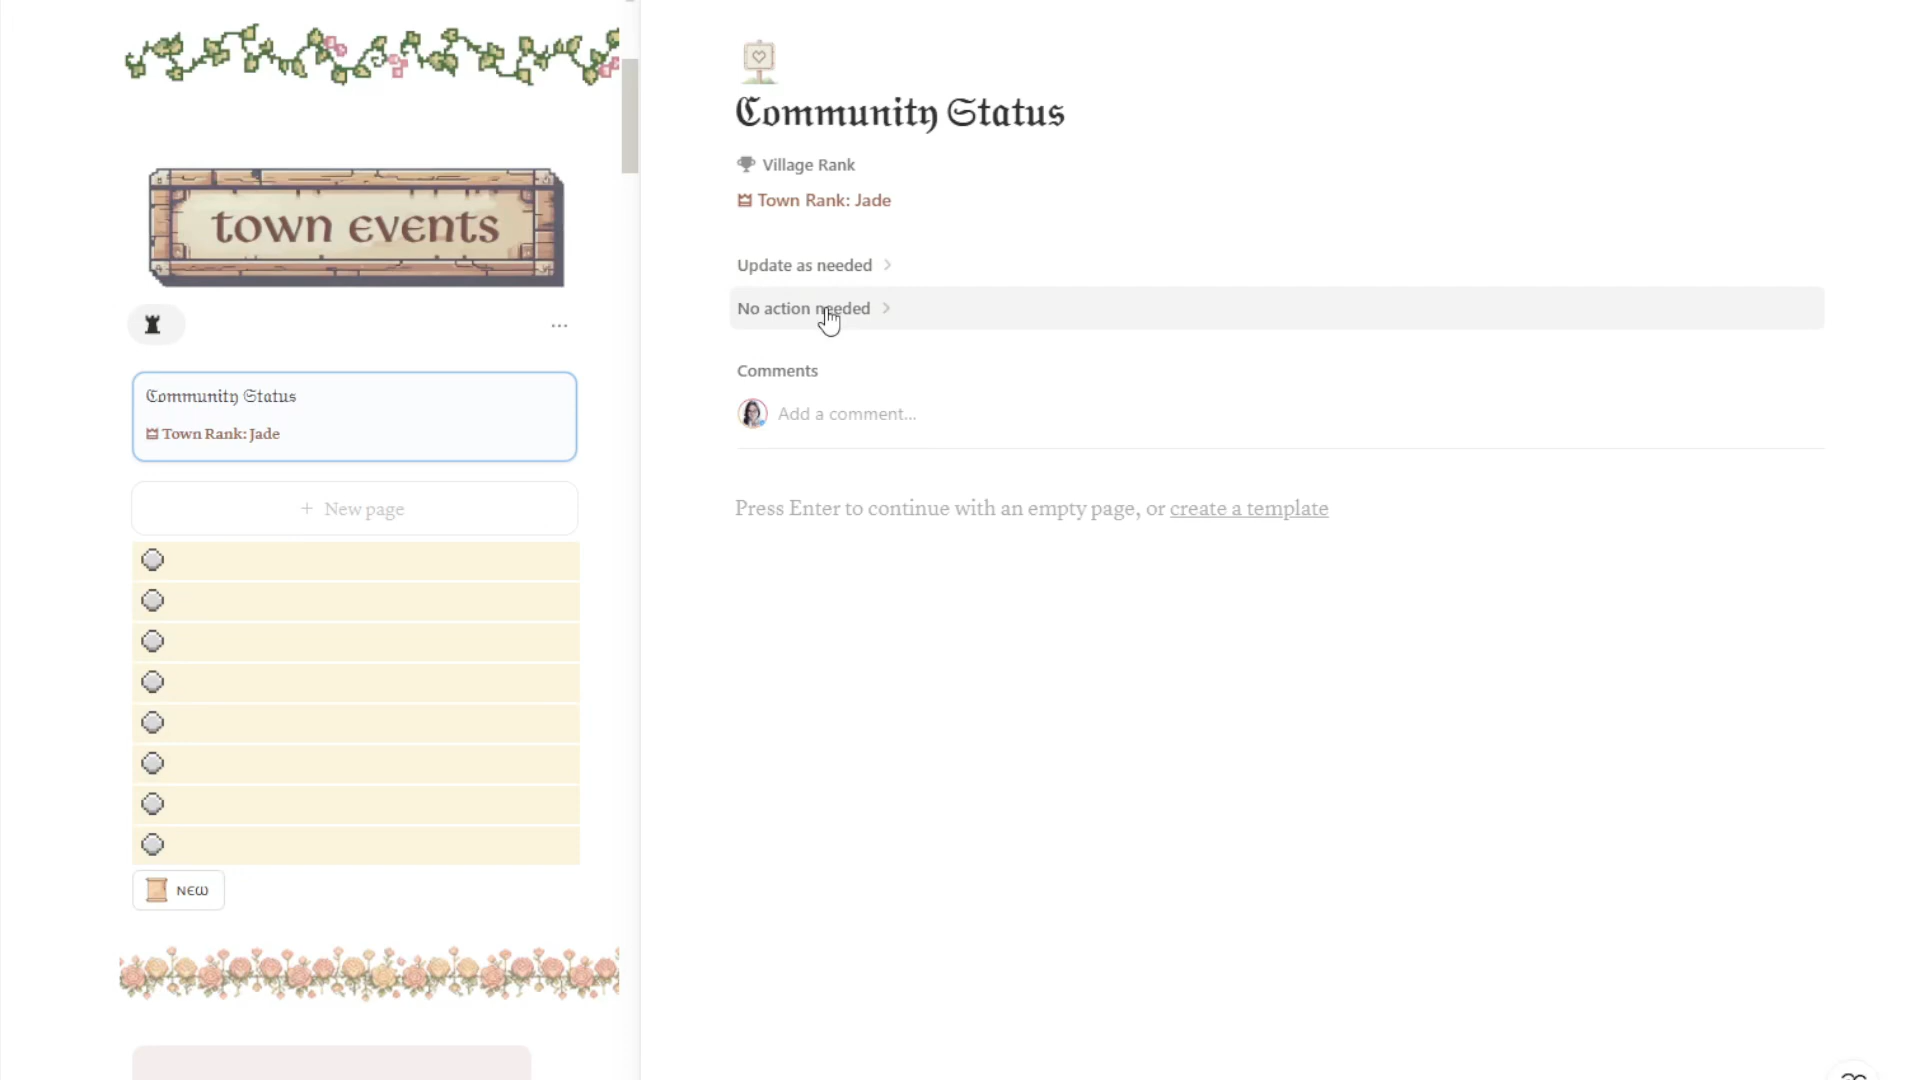 town events
Community Status
Town Rank: Jade
+ New page
NEW
Community Status
Village Rank
Town Rank: Jade
Update as needed
No action needed
Comments
Add a comment...
Press Enter to continue with an empty page, or create a template